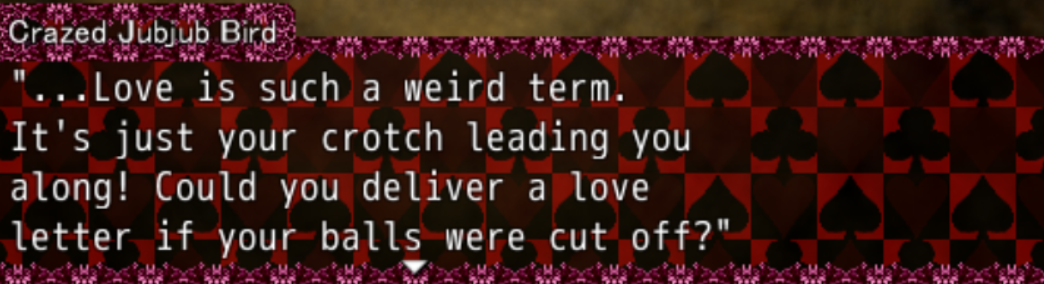 Crazed Jubjub Bird
"...Love is such a weird term.
It's just your crotch leading you
along! Could you deliver a love
letter if your balls were cut off?"